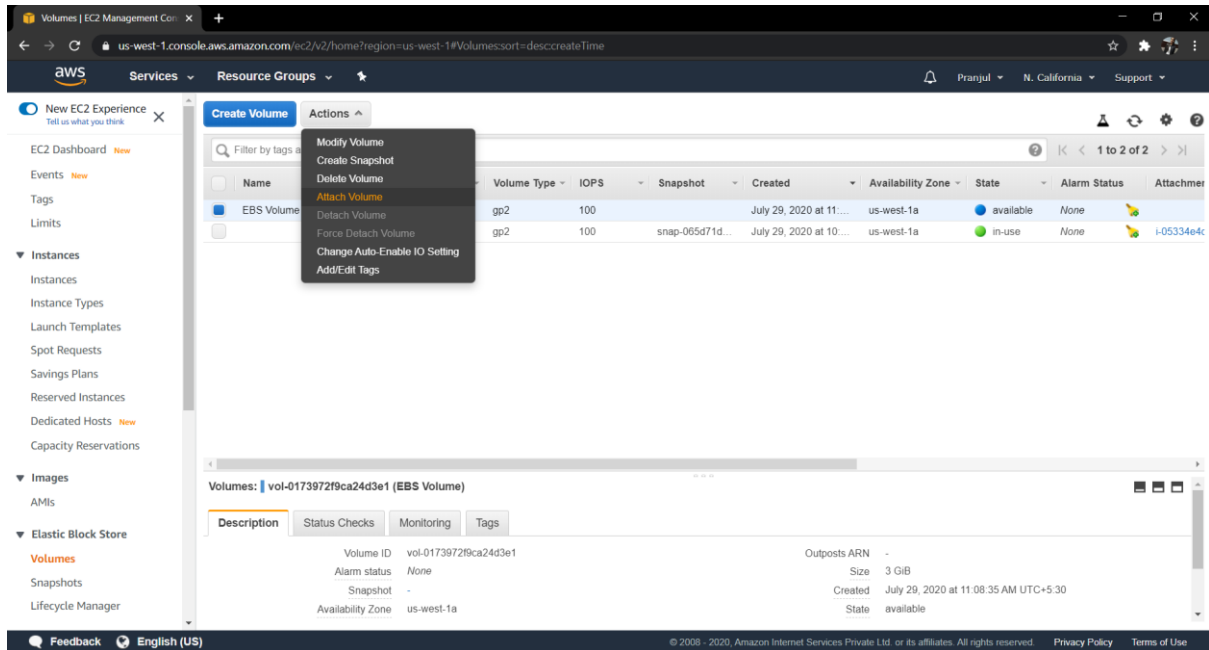 Volumes | EC2 Management Con
us-west-1.console.aws.amazon.com/ec2/v2/home?region=us-west-1#Volumes:sort=desc:createTime
aws Services Resource Groups Pranjul N. California Support
New EC2 Experience
Tell us what you think
EC2 Dashboard New
Events New
Tags
Limits
Instances
Instances
Instance Types
Launch Templates
Spot Requests
Savings Plans
Reserved Instances
Dedicated Hosts New
Capacity Reservations
Images
AMIs
Elastic Block Store
Volumes
Snapshots
Lifecycle Manager
Create Volume Actions
Modify Volume
Create Snapshot
Delete Volume
Attach Volume
Detach Volume
Force Detach Volume
Change Auto-Enable IO Setting
Add/Edit Tags
Filter by tags a 1 to 2 of 2
Name Volume Type IOPS Snapshot Created Availability Zone State Alarm Status Attachmen
EBS Volume gp2 100 July 29, 2020 at 11:... us-west-1a available None
gp2 100 snap-065d71d... July 29, 2020 at 10:... us-west-1a in-use None i-05334e4c
Volumes: vol-0173972f9ca24d3e1 (EBS Volume)
Description Status Checks Monitoring Tags
Volume ID vol-0173972f9ca24d3e1 Outposts ARN -
Alarm status None Size 3 GiB
Snapshot - Created July 29, 2020 at 11:08:35 AM UTC+5:30
Availability Zone us-west-1a State available
Feedback English (US) © 2008 - 2020, Amazon Internet Services Private Ltd. or its affiliates. All rights reserved. Privacy Policy Terms of Use